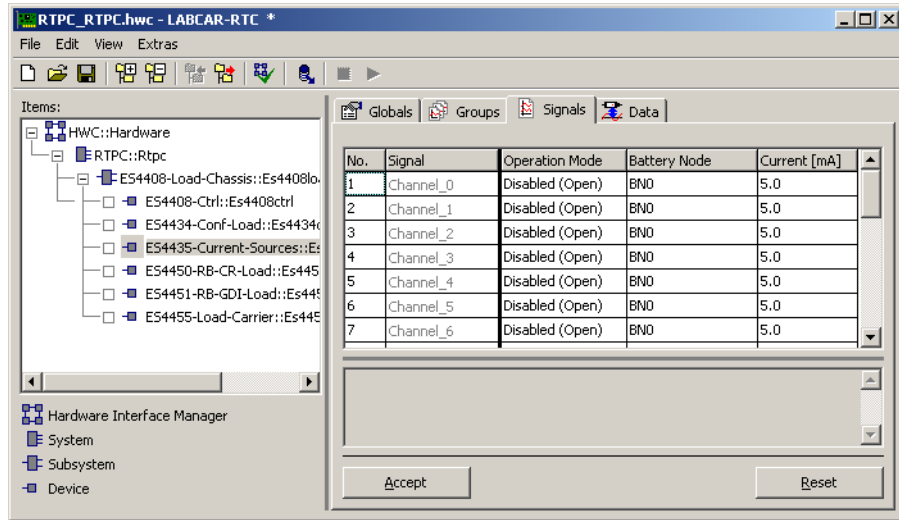 RTPC_RTPC.hwc - LABCAR-RTC *
File Edit View Extras
Items:
HWC::Hardware
RTPC::Rtpc
ES4408-Load-Chassis::Es4408lo
ES4408-Ctrl::Es4408ctrl
ES4434-Conf-Load::Es4434
ES4435-Current-Sources::Es
ES4450-RB-CR-Load::Es445
ES4451-RB-GDI-Load::Es445
ES4455-Load-Carrier::Es445
Hardware Interface Manager
System
Subsystem
Device
Globals Groups Signals Data
No. Signal Operation Mode Battery Node Current [mA]
1 Channel_0 Disabled (Open) BN0 5.0
2 Channel_1 Disabled (Open) BN0 5.0
3 Channel_2 Disabled (Open) BN0 5.0
4 Channel_3 Disabled (Open) BN0 5.0
5 Channel_4 Disabled (Open) BN0 5.0
6 Channel_5 Disabled (Open) BN0 5.0
7 Channel_6 Disabled (Open) BN0 5.0
Accept Reset